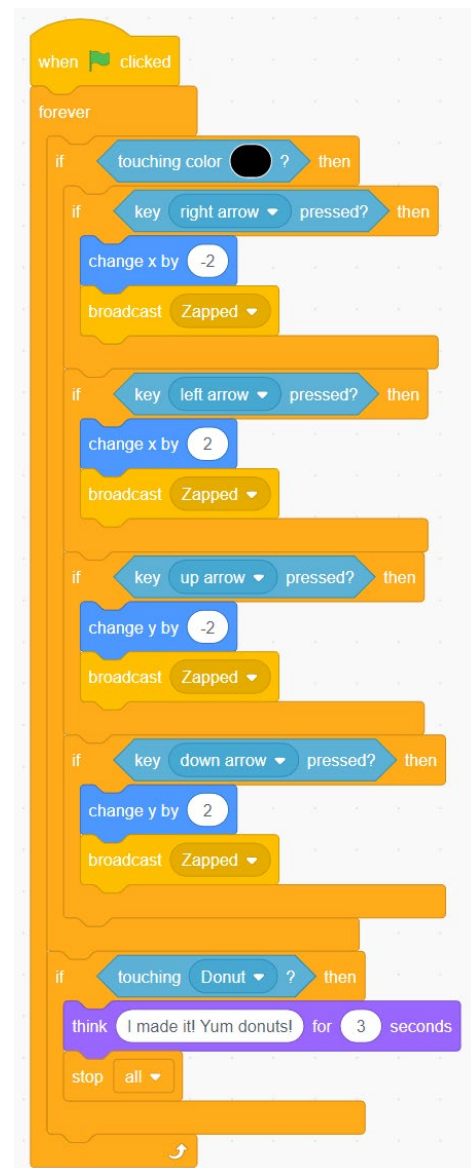 when clicked
forever
if touching color ? then
if key right arrow pressed? then
change x by -2
broadcast Zapped
if key left arrow pressed? then
change x by 2
broadcast Zapped
if key up arrow pressed? then
change y by -2
broadcast Zapped
if key down arrow pressed? then
change y by 2
broadcast Zapped
if touching Donut ? then
think I made it! Yum donuts! for 3 seconds
stop all